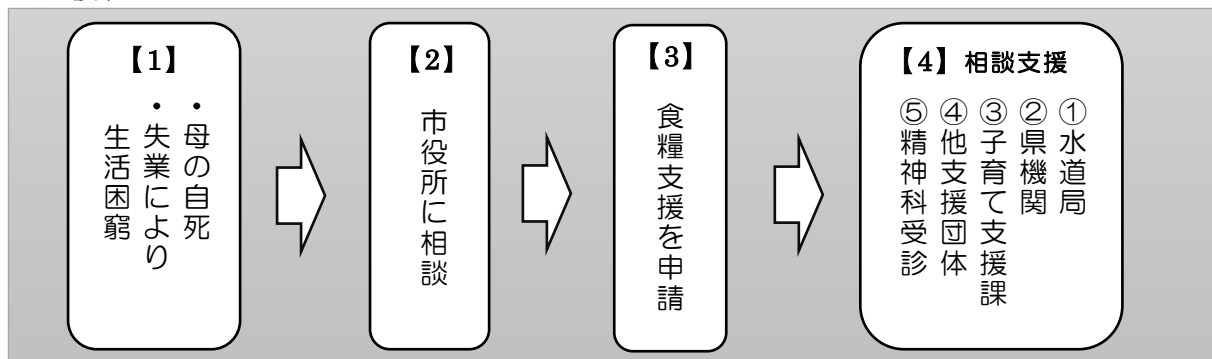 【1】
・母の自死
・失業により
生活困窮
【2】
市役所に相談
【3】
食糧支援を申請
【4】相談支援
①水道局
②県機関
③子育て支援課
④他支援団体
⑤精神科受診